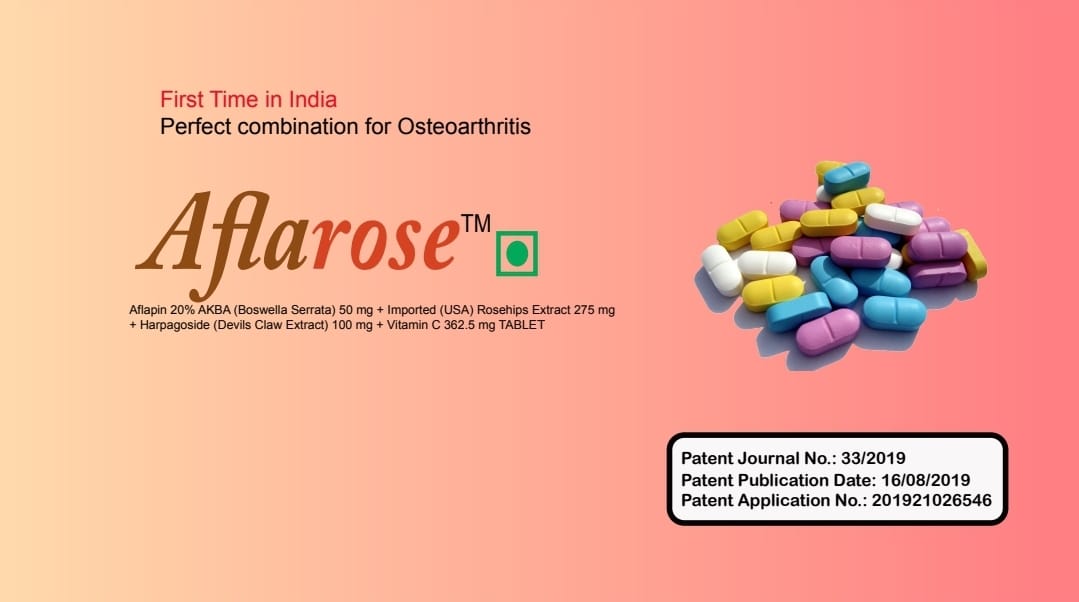 First Time in India
Perfect combination for Osteoarthritis
Aflarose™
Aflapin 20% AKBA (Boswella Serrata) 50 mg + Imported (USA) Rosehips Extract 275 mg
+ Harpagoside (Devils Claw Extract) 100 mg + Vitamin C 362.5 mg TABLET
Patent Journal No.: 33/2019
Patent Publication Date: 16/08/2019
Patent Application No.: 201921026546